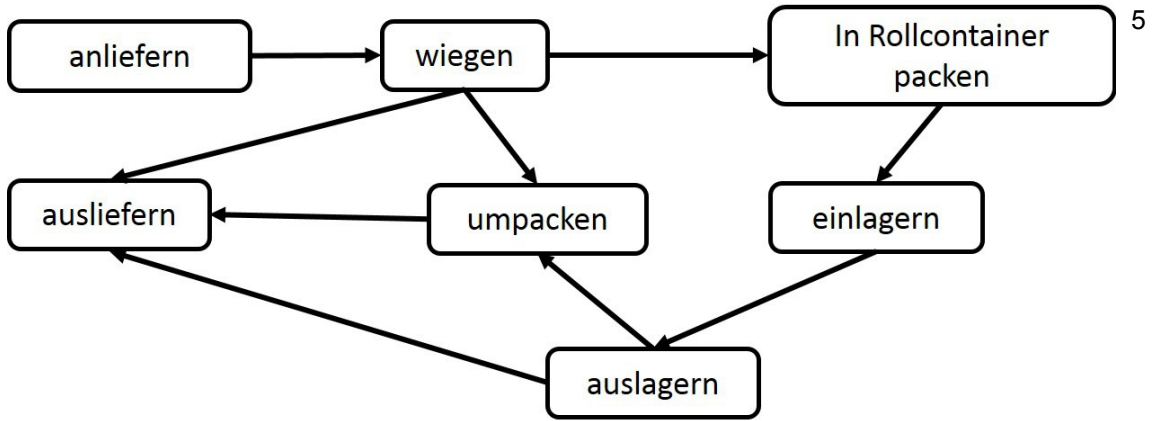 anliefern
wiegen
In Rollcontainer
packen
5
ausliefern
umpacken
einlagern
auslagern